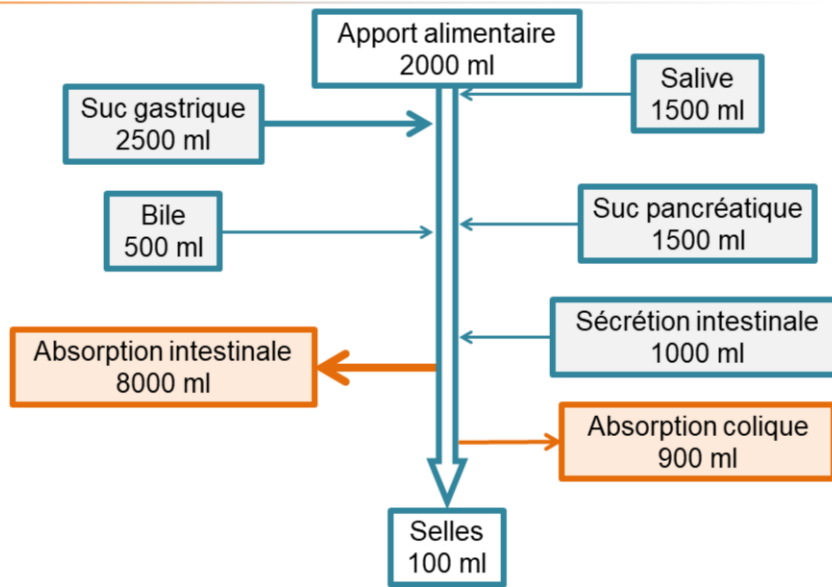 Apport alimentaire
2000 ml
Salive
1500 ml
Suc gastrique
2500 ml
Bile
500 ml
Suc pancréatique
1500 ml
Sécrétion intestinale
1000 ml
Absorption intestinale
8000 ml
Absorption colique
900 ml
Selles
100 ml